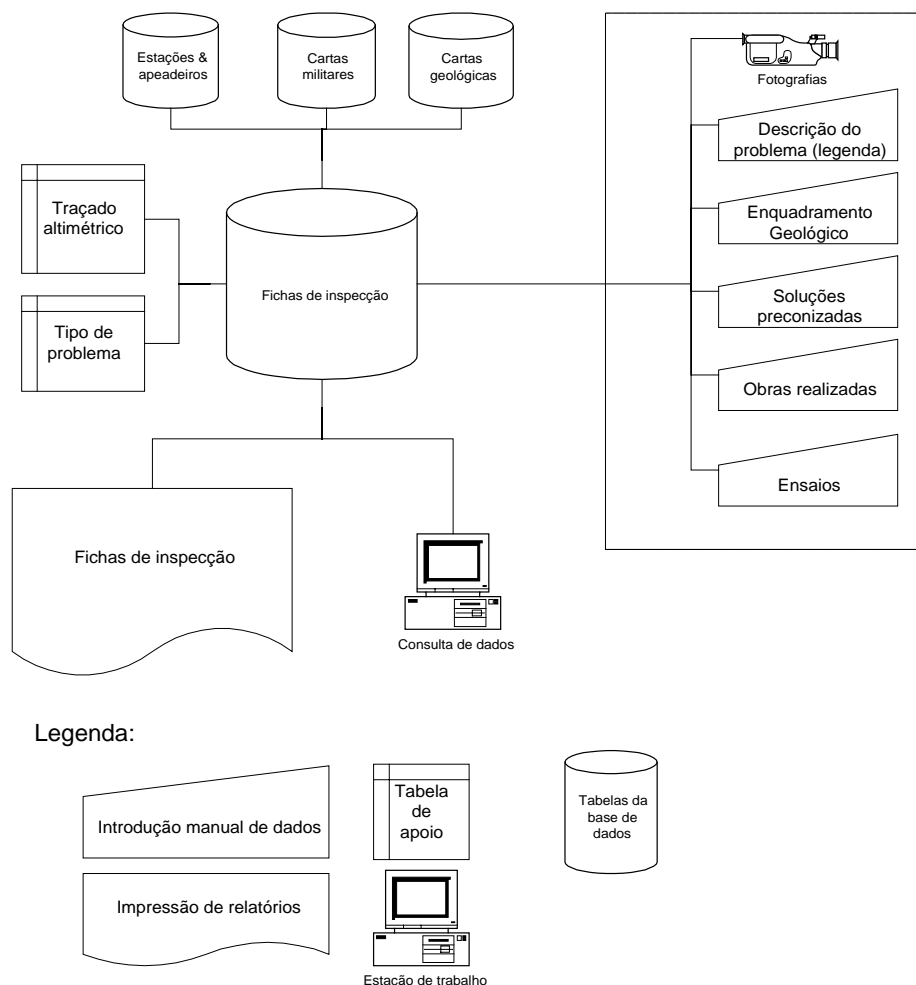 Estações &
apeadeiros
Cartas
militares
Cartas
geológicas
Fotografias
Descrição do
problema (legenda)
Traçado
altimétrico
Enquadramento
Geológico
Fichas de inspecção
Soluções
preconizadas
Tipo de
problema
Obras realizadas
Ensaios
Fichas de inspecção
Consulta de dados
Legenda:
Introdução manual de dados
Tabela
de
apoio
Tabelas da
base de
dados
Impressão de relatórios
Estação de trabalho